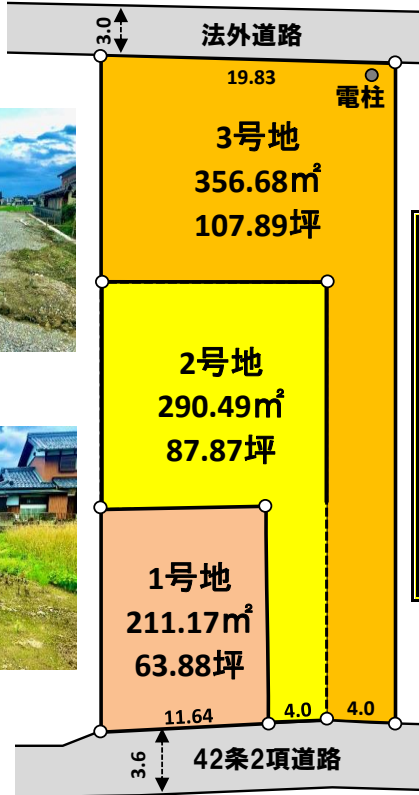 3.0
法外道路
19.83
電柱
3号地
356.68㎡
107.89坪
2号地
290.49㎡
87.87坪
1号地
211.17㎡
63.88坪
11.64
4.0
4.0
3.6
42条2項道路